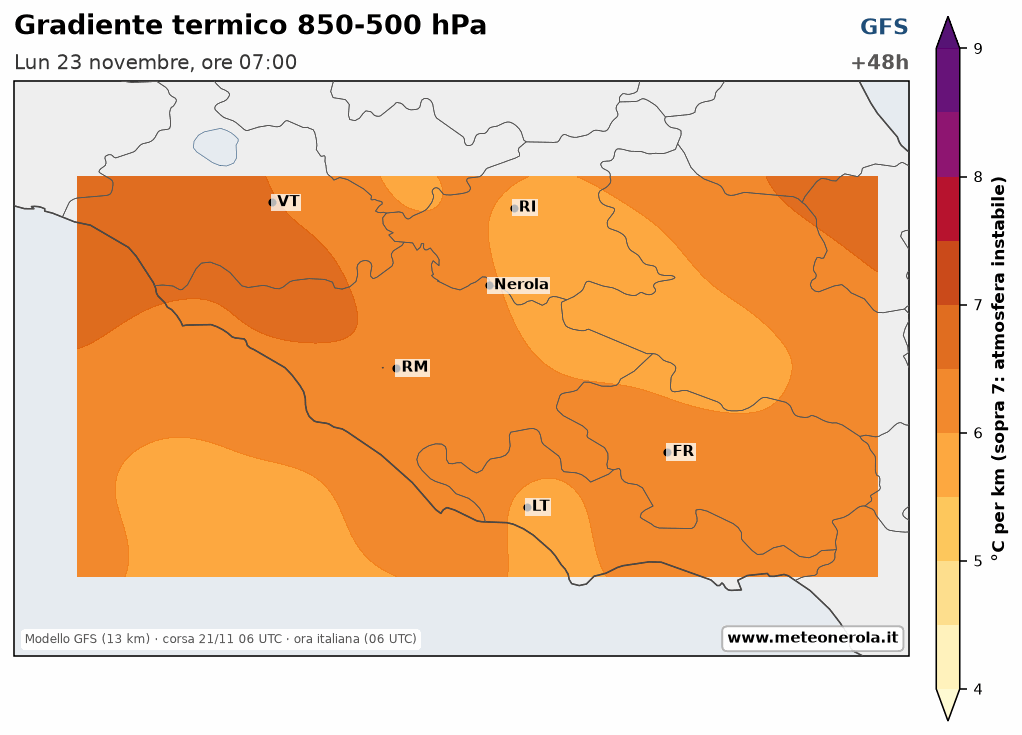 Gradiente termico 850-500 hPa
GFS
Lun 23 novembre, ore 07:00
+48h
VT
RI
Nerola
RM
FR
LT
Modello GFS (13 km) · corsa 21/11 06 UTC · ora italiana (06 UTC)
www.meteonerola.it
9
8
7
6
5
4
°C per km (sopra 7: atmosfera instabile)